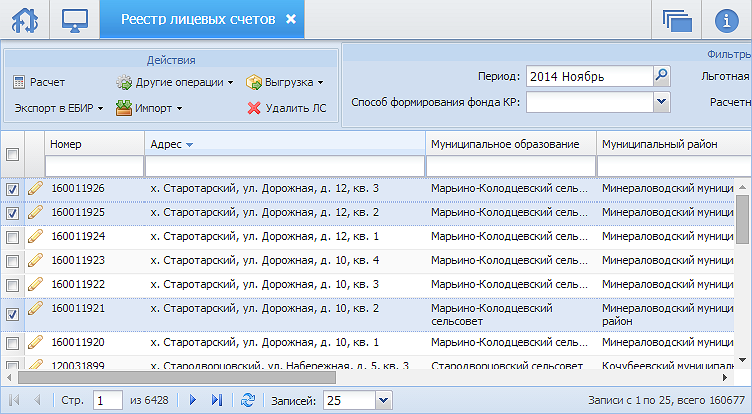 Реестр лицевых счетов
Действия
Фильтры
Расчет Другие операции Выгрузка
Экспорт в ЕБИР Импорт Удалить ЛС
Период: 2014 Ноябрь Льготная
Способ формирования фонда КР: Расчетн
Номер Адрес Муниципальное образование Муниципальный район
160011926 х. Старотарский, ул. Дорожная, д. 12, кв. 3 Марьино-Колодцевский сель... Минераловодский муници
160011925 х. Старотарский, ул. Дорожная, д. 12, кв. 2 Марьино-Колодцевский сель... Минераловодский муници
160011924 х. Старотарский, ул. Дорожная, д. 12, кв. 1 Марьино-Колодцевский сель... Минераловодский муници
160011923 х. Старотарский, ул. Дорожная, д. 10, кв. 4 Марьино-Колодцевский сель... Минераловодский муници
160011922 х. Старотарский, ул. Дорожная, д. 10, кв. 3 Марьино-Колодцевский сель... Минераловодский муници
160011921 х. Старотарский, ул. Дорожная, д. 10, кв. 2 Марьино-Колодцевский Минераловодский муници
сельсовет район
160011920 х. Старотарский, ул. Дорожная, д. 10, кв. 1 Марьино-Колодцевский сель... Минераловодский муници
120031899 х. Стародворцовский, ул. Набережная, д. 5, кв. 3 Стародворцовский сельсовет Кочубеевский муниципаль
Стр. 1 из 6428 Записей: 25 Записи с 1 по 25, всего 160677